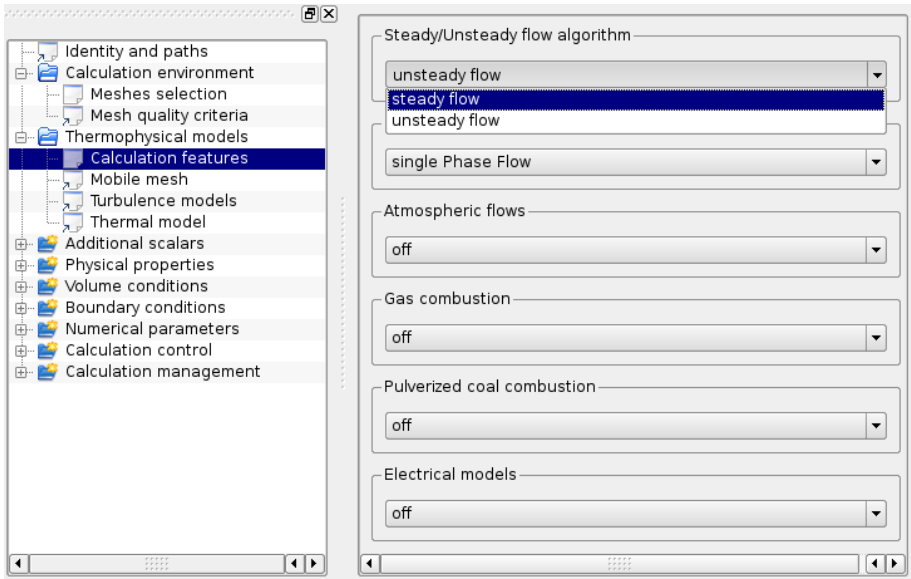 Identity and paths
Calculation environment
Meshes selection
Mesh quality criteria
Thermophysical models
Calculation features
Mobile mesh
Turbulence models
Thermal model
Additional scalars
Physical properties
Volume conditions
Boundary conditions
Numerical parameters
Calculation control
Calculation management
Steady/Unsteady flow algorithm
unsteady flow
steady flow
unsteady flow
single Phase Flow
Atmospheric flows
off
Gas combustion
off
Pulverized coal combustion
off
Electrical models
off